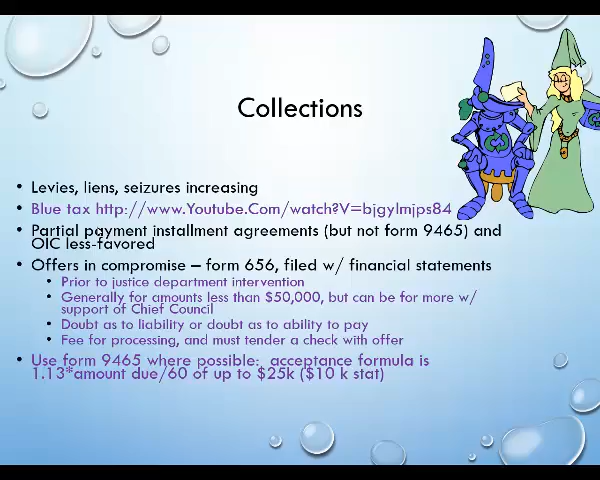 Collections
• Levies, liens, seizures increasing
• Blue tax http://www.Youtube.Com/watch?V=bjgylmjps84
• Partial payment installment agreements (but not form 9465) and
OIC less-favored
• Offers in compromise – form 656, filed w/ financial statements
• Prior to justice department intervention
• Generally for amounts less than $50,000, but can be for more w/
support of Chief Council
• Doubt as to liability or doubt as to ability to pay
• Fee for processing, and must tender a check with offer
• Use form 9465 where possible: acceptance formula is
1.13*amount due/60 of up to $25k ($10 k stat)